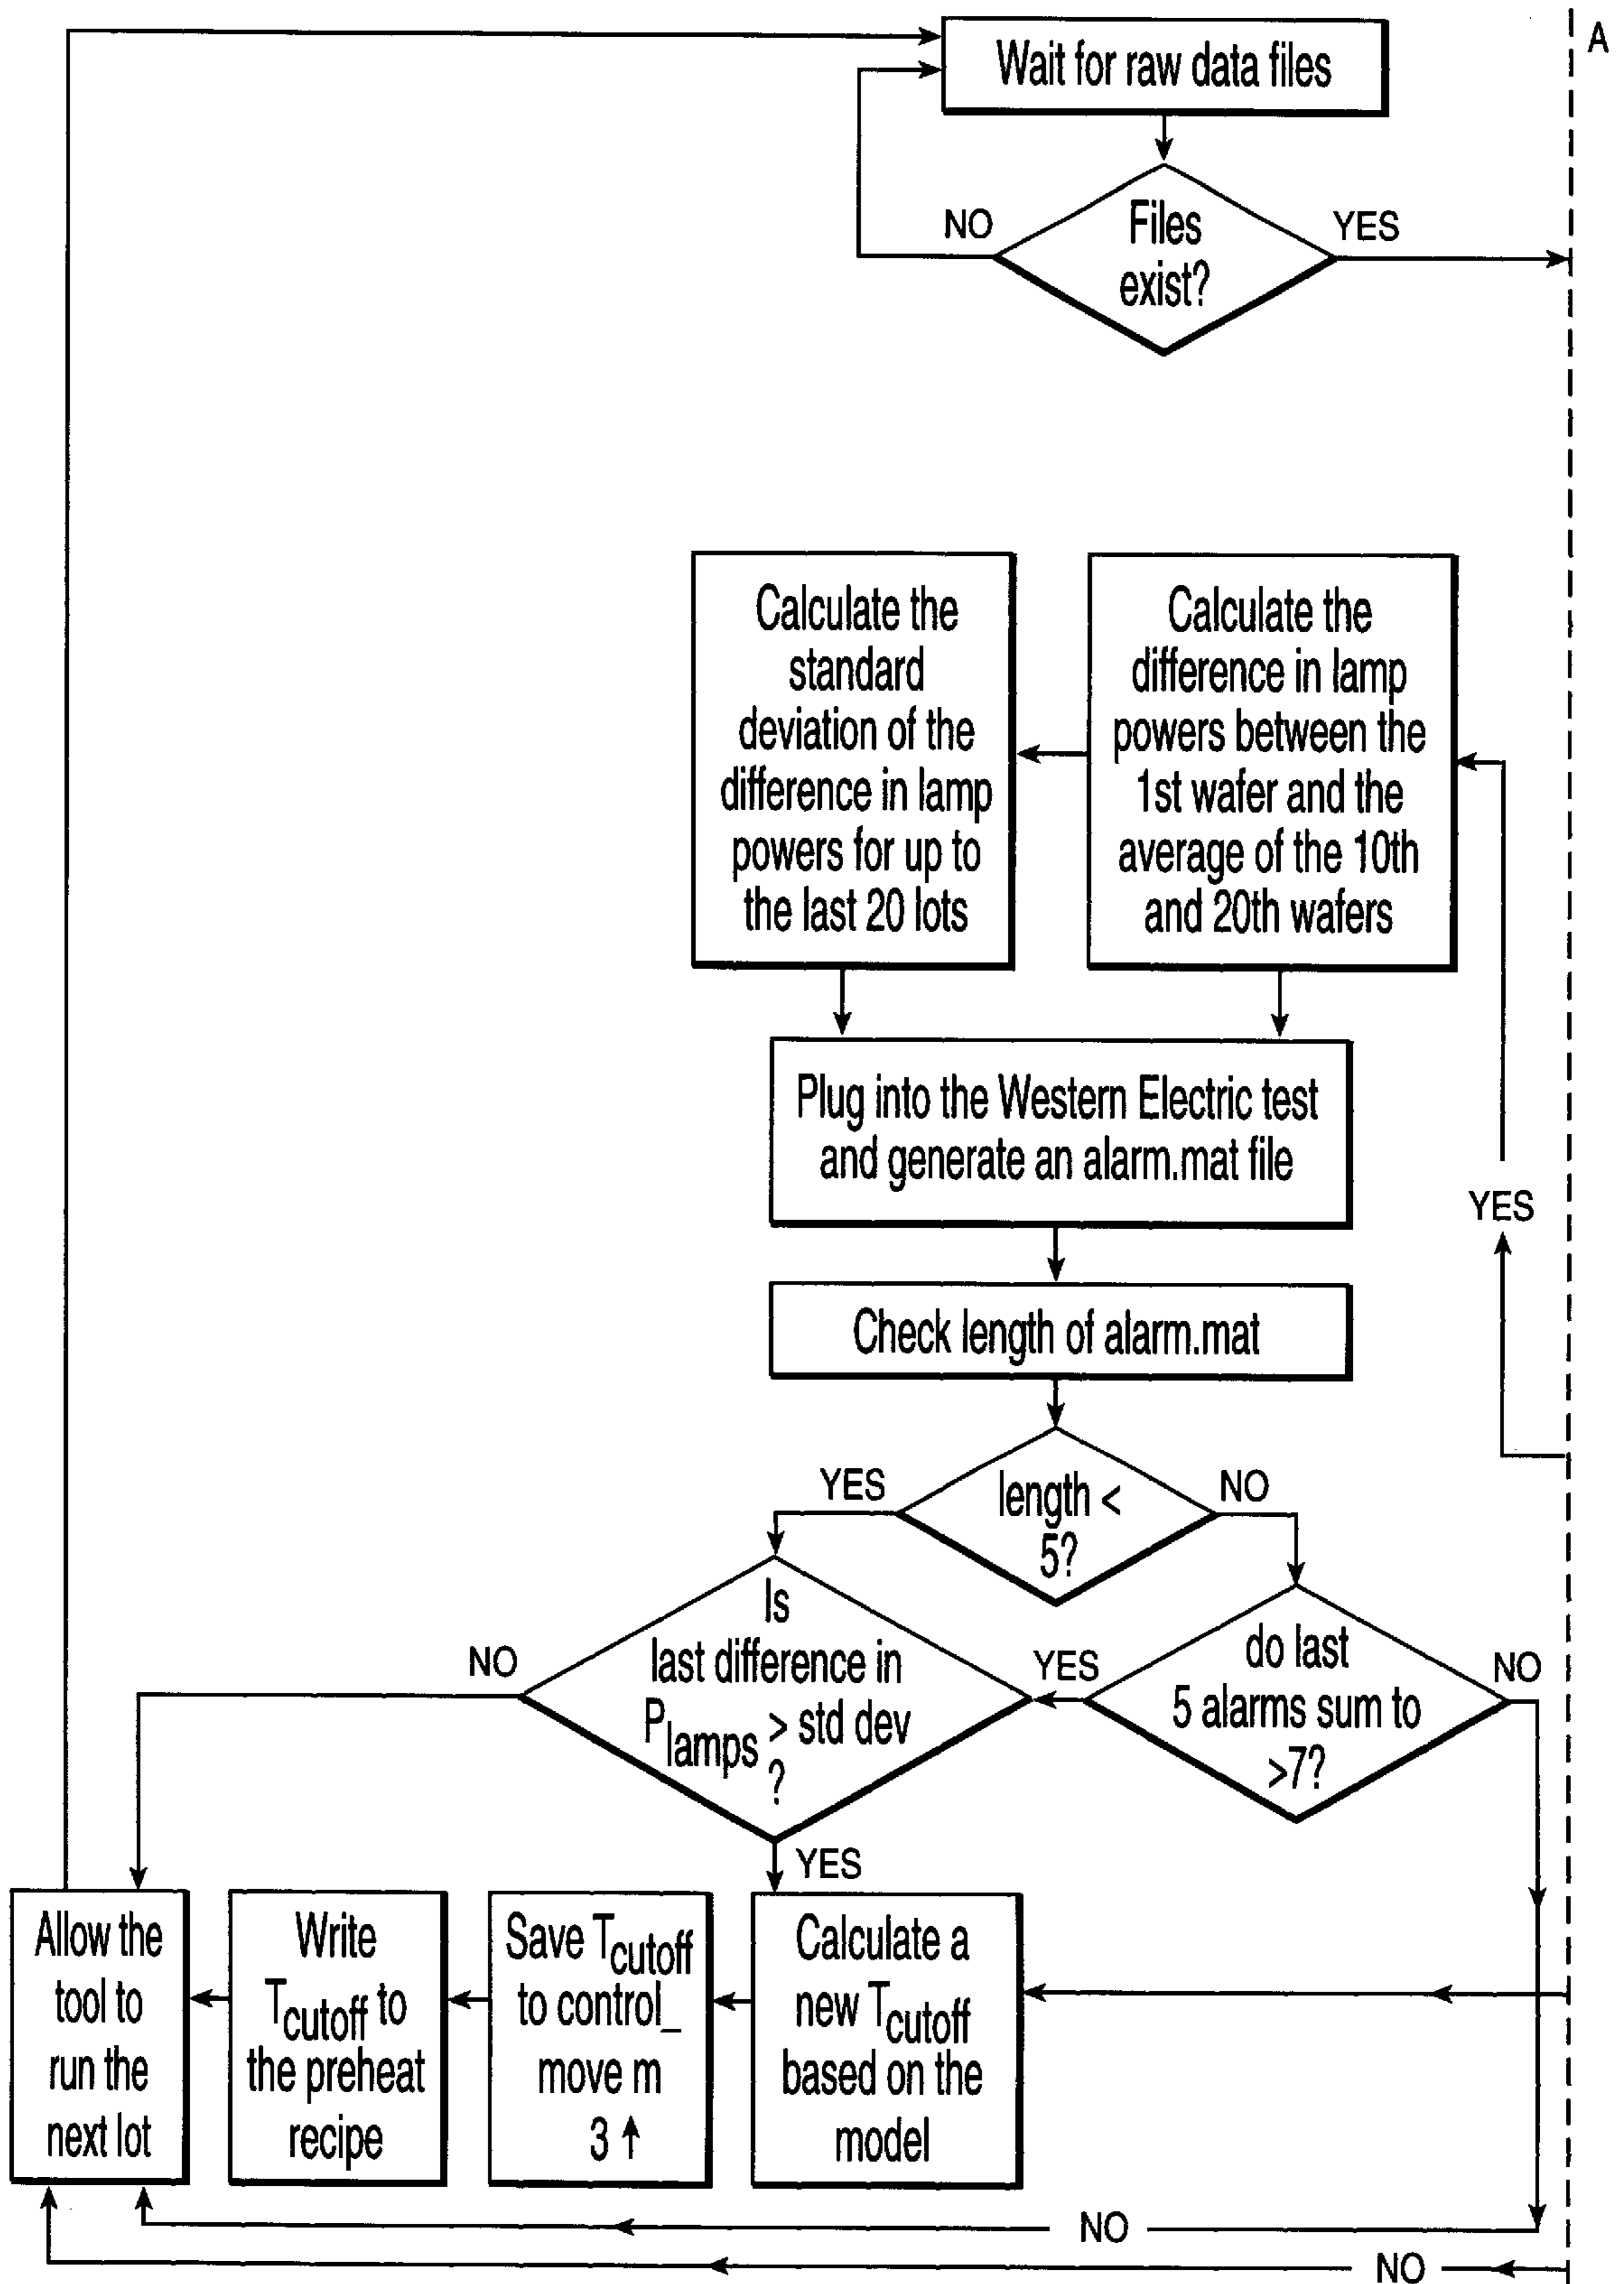 A
Wait for raw data files
Files
exist?
NO
YES
Calculate the
standard
deviation of the
difference in lamp
powers for up to
the last 20 lots
Calculate the
difference in lamp
powers between the
1st wafer and the
average of the 10th
and 20th wafers
Plug into the Western Electric test
and generate an alarm.mat file
YES
Check length of alarm.mat
YES
length <
5?
NO
Is
last difference in
Plamps > std dev
?
NO
YES
do last
5 alarms sum to
>7?
NO
YES
Allow the
tool to
run the
next lot
Write
Tcutoff to
the preheat
recipe
Save Tcutoff
to control_
move m
3 ↑
Calculate a
new Tcutoff
based on the
model
NO
NO